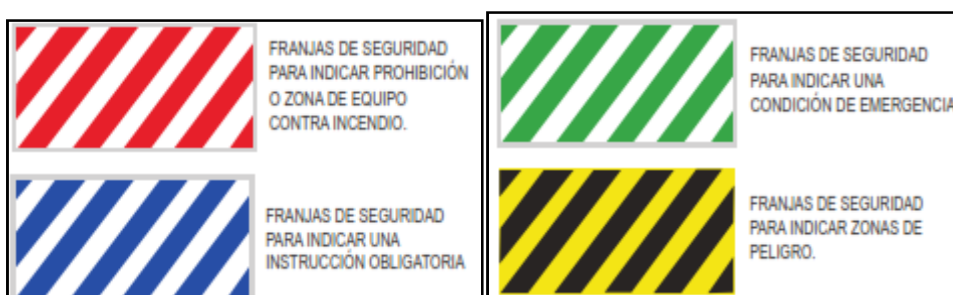 FRANJAS DE SEGURIDAD
PARA INDICAR PROHIBICIÓN
O ZONA DE EQUIPO
CONTRA INCENDIO.
FRANJAS DE SEGURIDAD
PARA INDICAR UNA
INSTRUCCIÓN OBLIGATORIA
FRANJAS DE SEGURIDAD
PARA INDICAR UNA
CONDICIÓN DE EMERGENCIA
FRANJAS DE SEGURIDAD
PARA INDICAR ZONAS DE
PELIGRO.